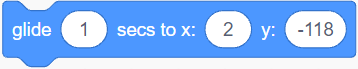 glide 1 secs to x: 2 y: -118